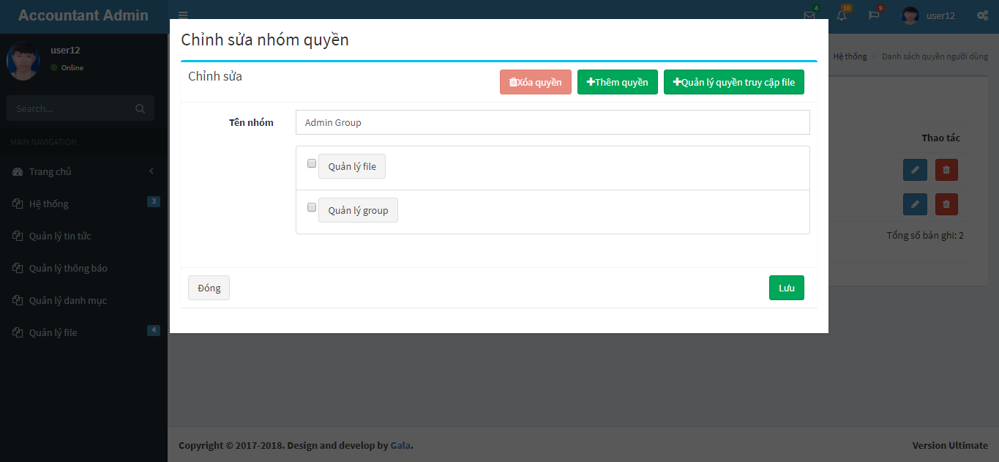 Accountant Admin
4
10
9
user12
user12
Online
Search...
MAIN NAVIGATION
Trang chủ
Hệ thống
3
Quản lý tin tức
Quản lý thông báo
Quản lý danh mục
Quản lý file
4
Hệ thống > Danh sách quyền người dùng
Chỉnh sửa nhóm quyền
Chỉnh sửa
Xóa quyền
Thêm quyền
Quản lý quyền truy cập file
Tên nhóm
Admin Group
Quản lý file
Quản lý group
Đóng
Lưu
Thao tác
Tổng số bản ghi: 2
Copyright © 2017-2018. Design and develop by Gala.
Version Ultimate